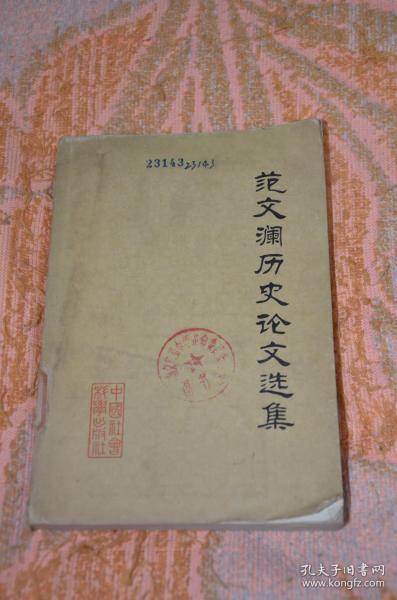 23143 23143
范文澜历史论文选集
中國社會
科學出版社
孔夫子旧书网
www.kongfz.com